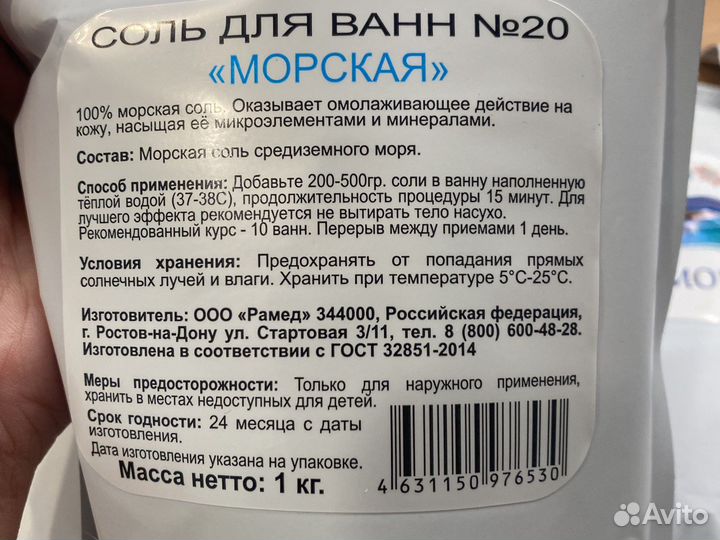 СОЛЬ ДЛЯ ВАНН №20
«МОРСКАЯ»
100% морская соль. Оказывает омолаживающее действие на
кожу, насыщая её микроэлементами и минералами.
Состав: Морская соль средиземного моря.
Способ применения: Добавьте 200-500гр. соли в ванну наполненную
тёплой водой (37-38С), продолжительность процедуры 15 минут. Для
лучшего эффекта рекомендуется не вытирать тело насухо.
Рекомендованный курс - 10 ванн. Перерыв между приемами 1 день.
Условия хранения: Предохранять от попадания прямых
солнечных лучей и влаги. Хранить при температуре 5°С-25°С.
Изготовитель: ООО «Рамед» 344000, Российская федерация,
г. Ростов-на-Дону ул. Стартовая 3/11, тел. 8 (800) 600-48-28.
Изготовлена в соответствии с ГОСТ 32851-2014
Меры предосторожности: Только для наружного применения,
хранить в местах недоступных для детей.
Срок годности: 24 месяца с даты
изготовления.
Дата изготовления указана на упаковке.
Масса нетто: 1 кг.
4 631150 976530
Avito